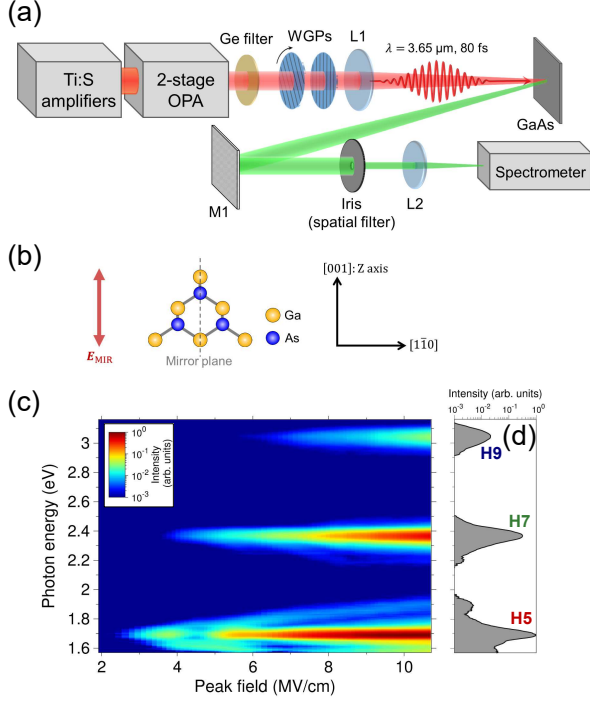 (a)
Ti:S
amplifiers
2-stage
OPA
Ge filter
WGPs
L1
λ = 3.65 μm, 80 fs
GaAs
M1
Iris
(spatial filter)
L2
Spectrometer
(b)
E_MIR
Mirror plane
Ga
As
[001]: Z axis
[11̄0]
(c)
Photon energy (eV)
3
2.8
2.6
2.4
2.2
2
1.8
1.6
10⁰
10⁻¹
10⁻²
10⁻³
Intensity
(arb. units)
2
4
6
8
10
Peak field (MV/cm)
Intensity (arb. units)
10⁻³ 10⁻² 10⁻¹ 10⁰
(d)
H9
H7
H5